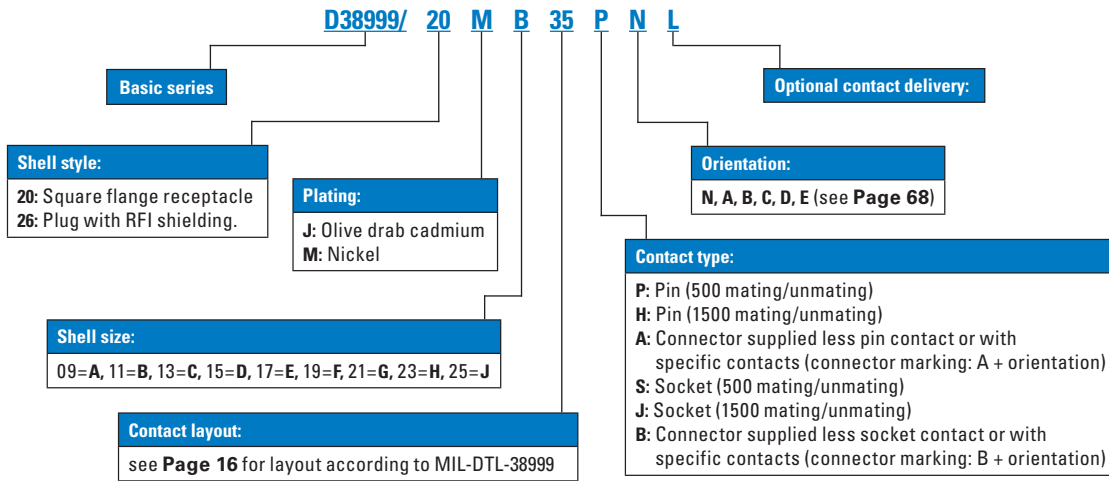 D38999/ 20 M B 35 P N L
Basic series
Optional contact delivery:
Shell style:
20: Square flange receptacle
26: Plug with RFI shielding.
Plating:
J: Olive drab cadmium
M: Nickel
Orientation:
N, A, B, C, D, E (see Page 68)
Shell size:
09=A, 11=B, 13=C, 15=D, 17=E, 19=F, 21=G, 23=H, 25=J
Contact type:
P: Pin (500 mating/unmating)
H: Pin (1500 mating/unmating)
A: Connector supplied less pin contact or with
specific contacts (connector marking: A + orientation)
S: Socket (500 mating/unmating)
J: Socket (1500 mating/unmating)
B: Connector supplied less socket contact or with
specific contacts (connector marking: B + orientation)
Contact layout:
see Page 16 for layout according to MIL-DTL-38999